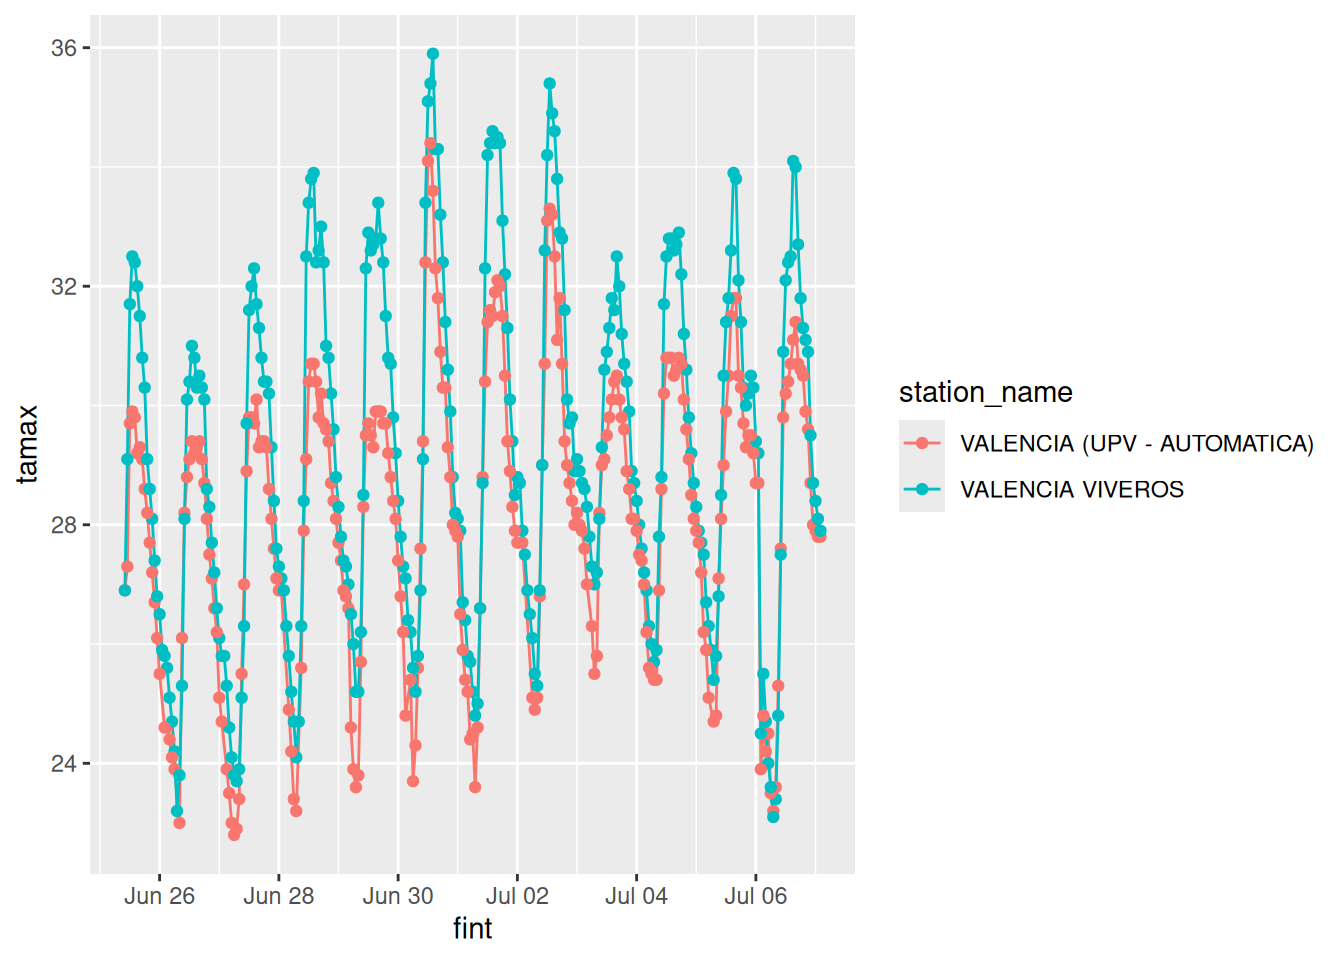 tamax
36
32
28
24
Jun 26 Jun 28 Jun 30 Jul 02 Jul 04 Jul 06
fint
station_name
VALENCIA (UPV - AUTOMATICA)
VALENCIA VIVEROS